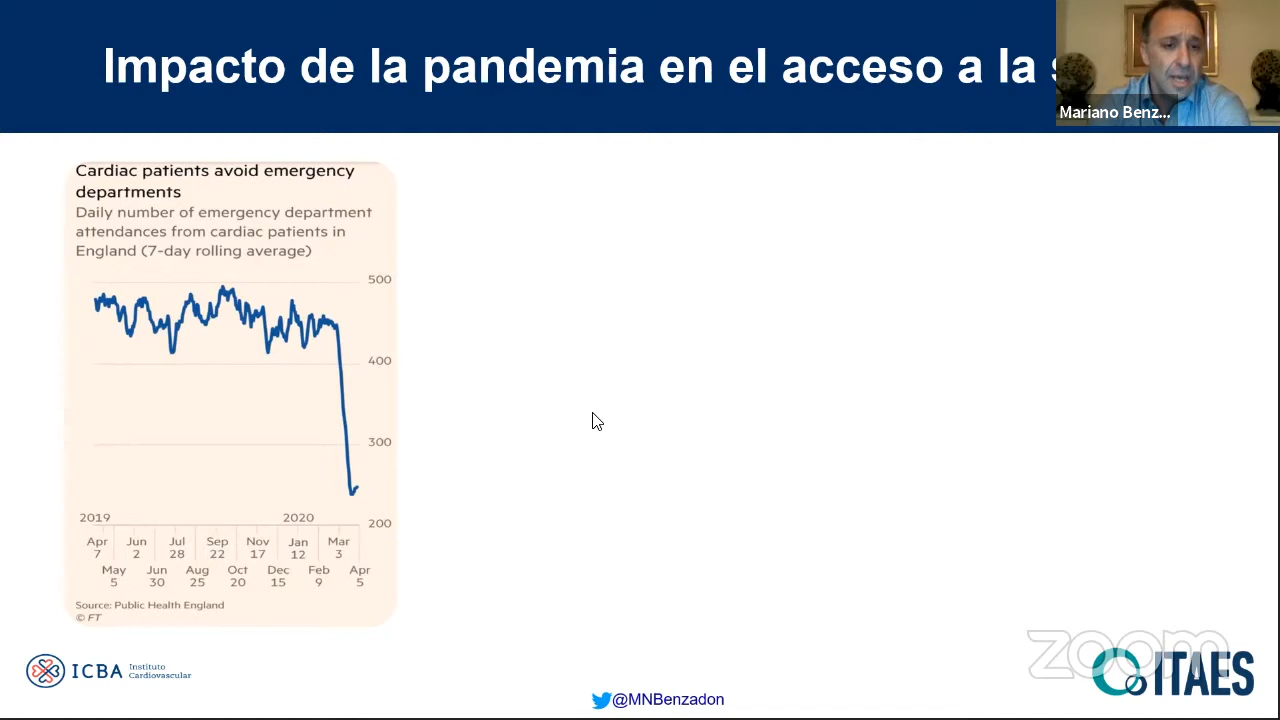 Impacto de la pandemia en el acceso a la
Mariano Benz...
Cardiac patients avoid emergency
departments
Daily number of emergency department
attendances from cardiac patients in
England (7-day rolling average)
500
400
300
200
2019 2020
Apr Jun Jul Sep Nov Jan Mar
7 2 28 22 17 12 3
May Jun Aug Oct Dec Feb Apr
5 30 25 20 15 9 5
Source: Public Health England
© FT
ICBA Instituto
Cardiovascular
zoom
ITAES
@MNBenzadon